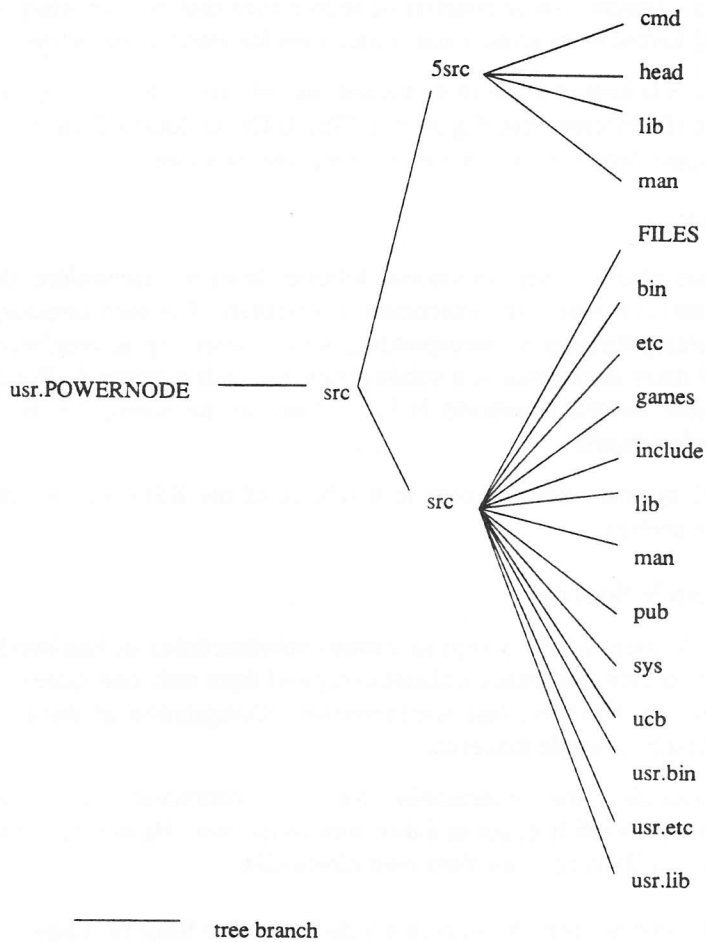 cmd
5src
head
lib
man
FILES
bin
etc
usr.POWERNODE
src
games
include
src
lib
man
pub
sys
ucb
usr.bin
usr.etc
usr.lib
tree branch